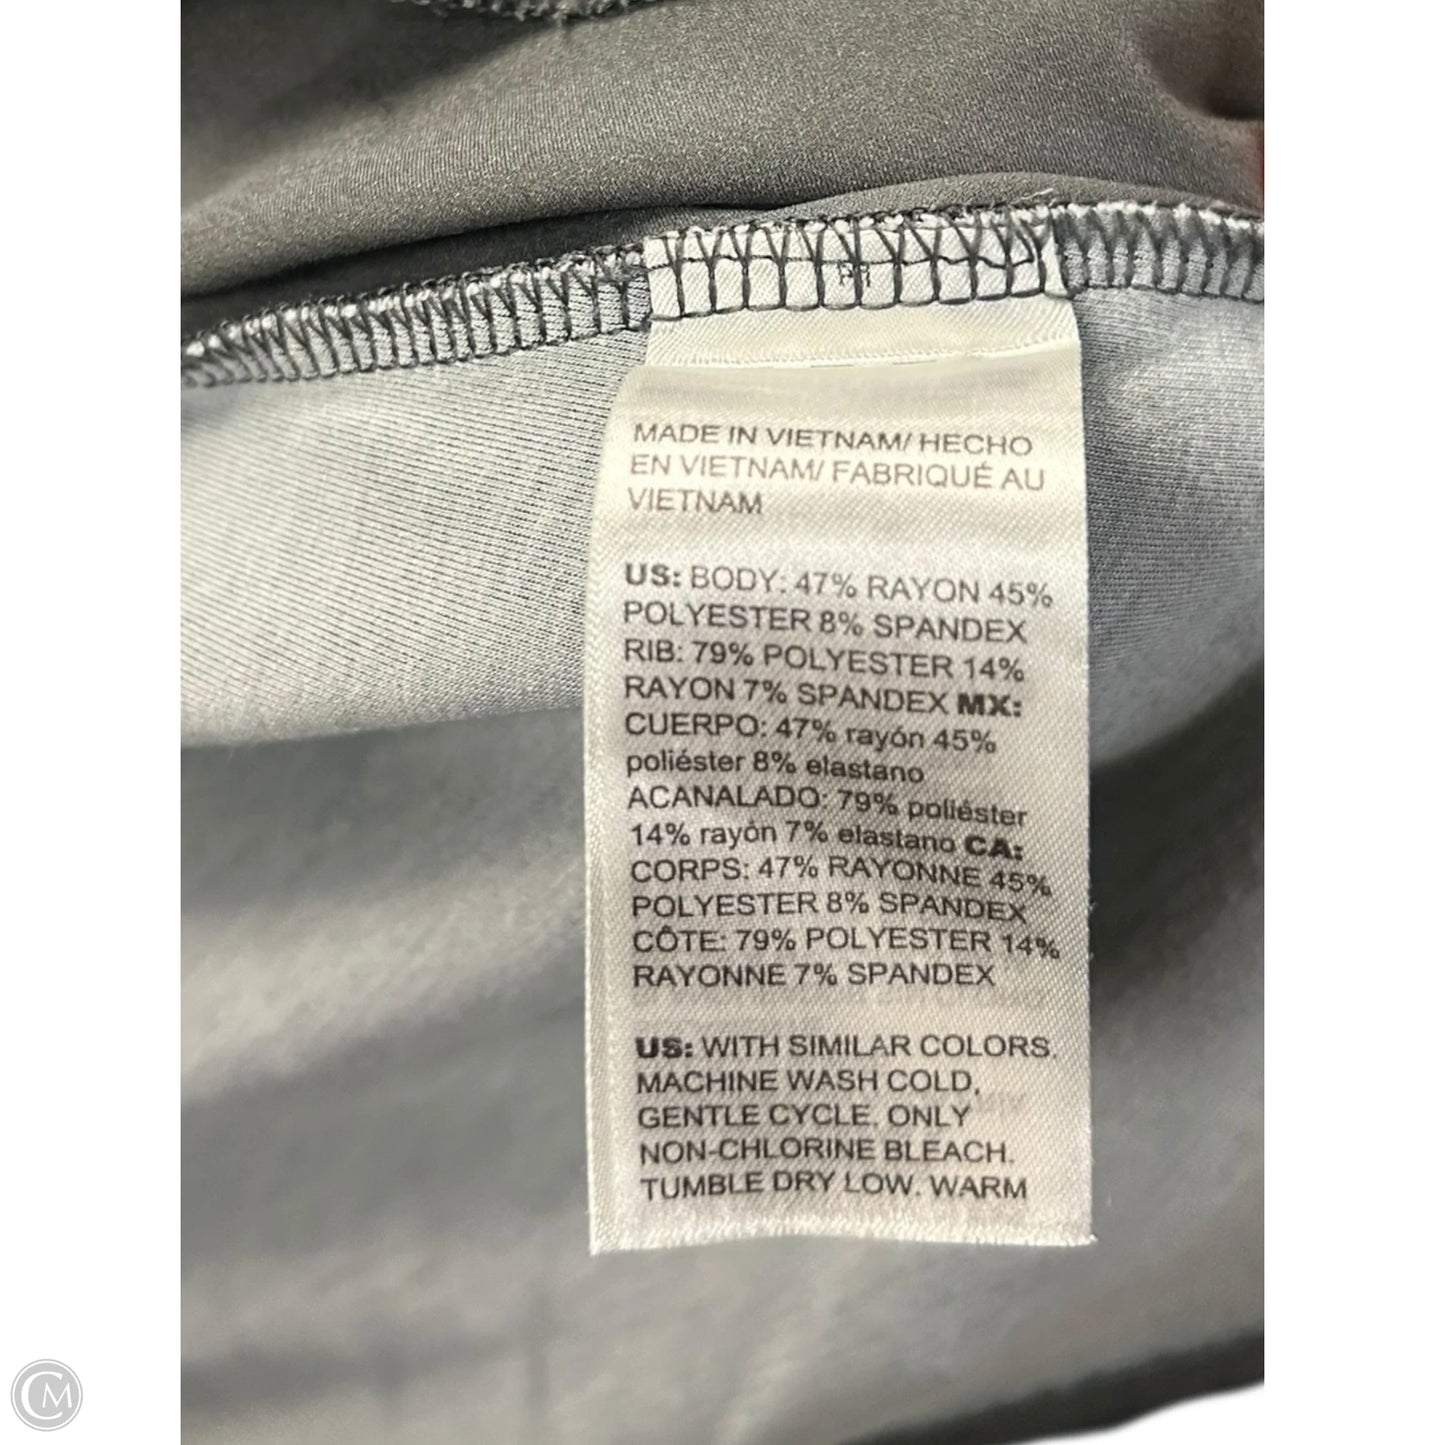 MADE IN VIETNAM/ HECHO
EN VIETNAM/ FABRIQUÉ AU
VIETNAM
US: BODY: 47% RAYON 45%
POLYESTER 8% SPANDEX
RIB: 79% POLYESTER 14%
RAYON 7% SPANDEX MX:
CUERPO: 47% rayón 45%
poliéster 8% elastano
ACANALADO: 79% poliéster
14% rayón 7% elastano CA:
CORPS: 47% RAYONNE 45%
POLYESTER 8% SPANDEX
CÔTE: 79% POLYESTER 14%
RAYONNE 7% SPANDEX
US: WITH SIMILAR COLORS.
MACHINE WASH COLD,
GENTLE CYCLE. ONLY
NON-CHLORINE BLEACH.
TUMBLE DRY LOW. WARM
CM